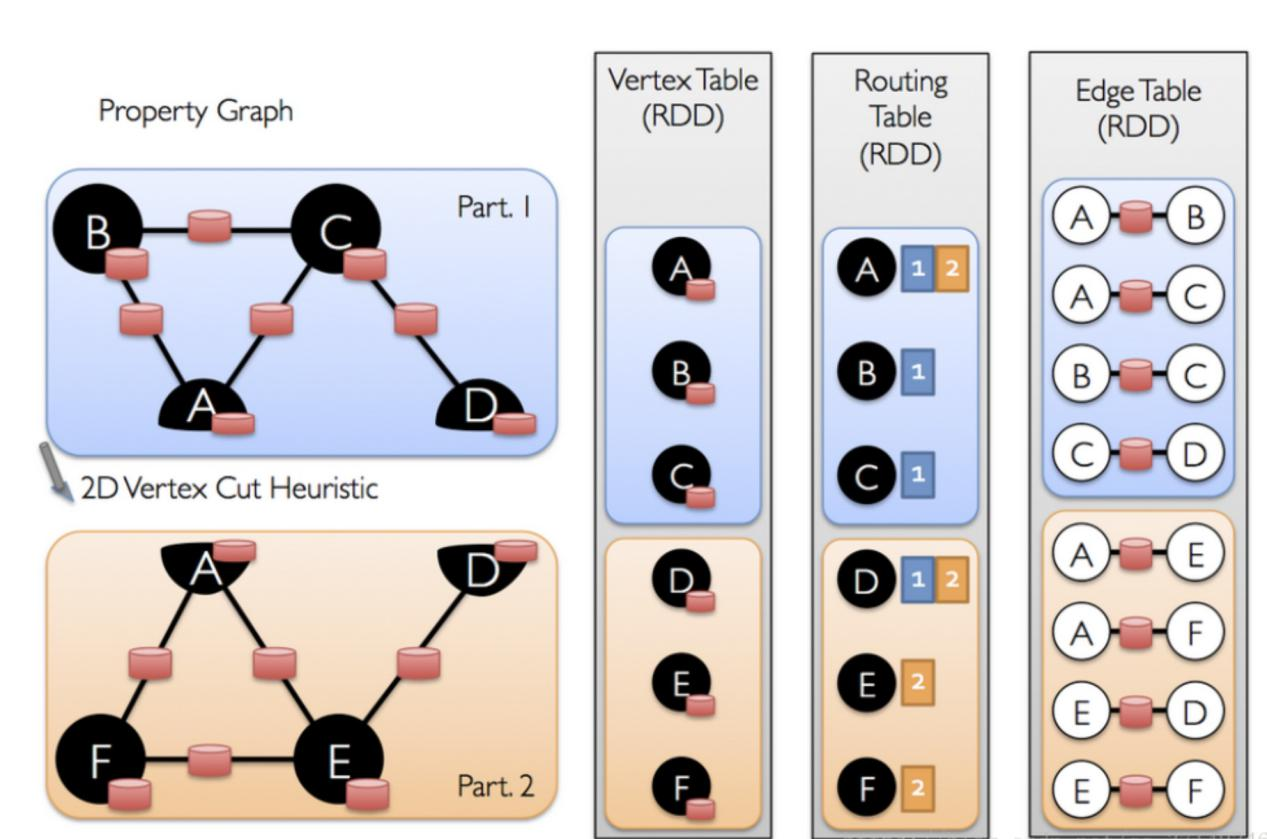 Property Graph
Part. 1
B
C
A
D
2D Vertex Cut Heuristic
A
D
F
E
Part. 2
Vertex Table
(RDD)
A
B
C
D
E
F
Routing
Table
(RDD)
A 1 2
B 1
C 1
D 1 2
E 2
F 2
Edge Table
(RDD)
A B
A C
B C
C D
A E
A F
E D
E F